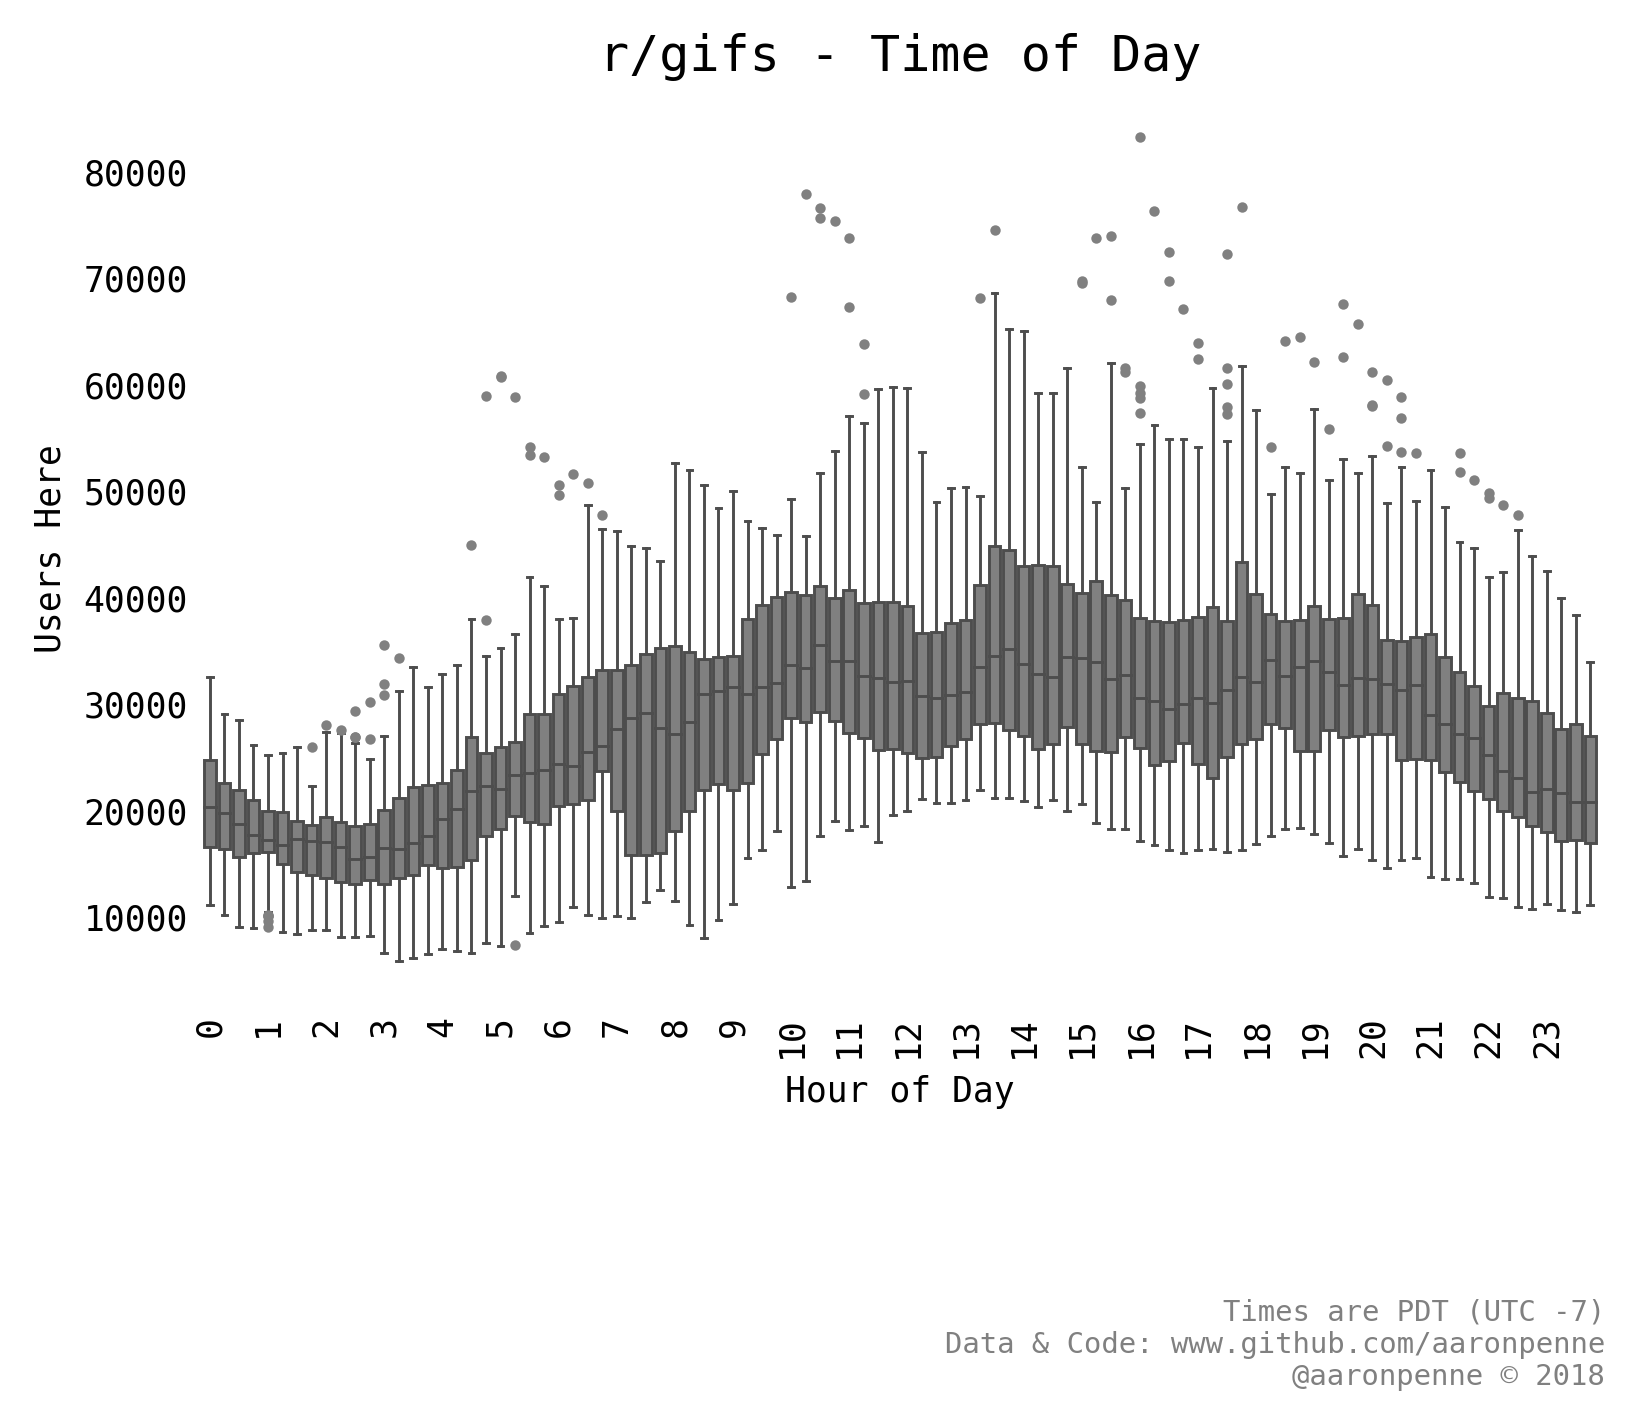 r/gifs - Time of Day
80000
70000
60000
50000
40000
30000
20000
10000
Users Here
0 1 2 3 4 5 6 7 8 9 10 11 12 13 14 15 16 17 18 19 20 21 22 23
Hour of Day
Times are PDT (UTC -7)
Data & Code: www.github.com/aaronpenne
@aaronpenne © 2018